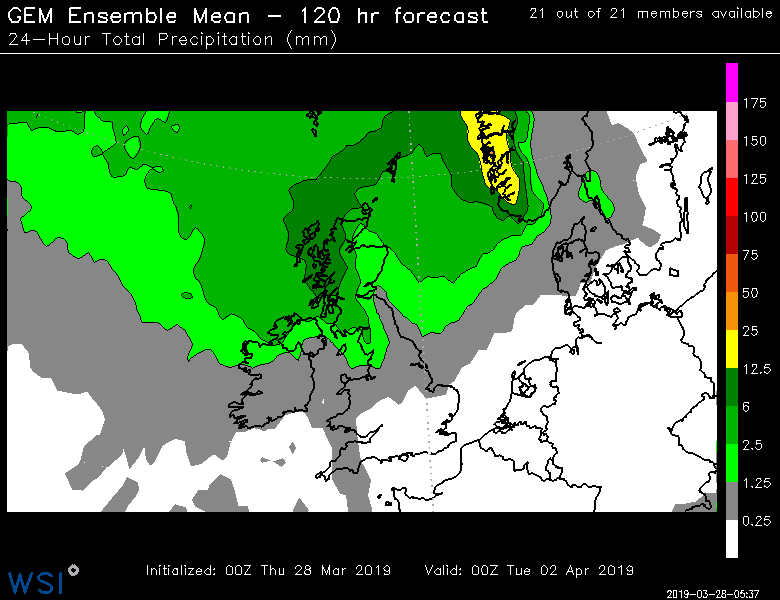 GEM Ensemble Mean - 120 hr forecast
21 out of 21 members available
24-Hour Total Precipitation (mm)
175
150
125
100
75
50
25
12.5
6
2.5
1.25
0.25
Initialized: 00Z Thu 28 Mar 2019
Valid: 00Z Tue 02 Apr 2019
WSI
2019-03-28-05:37